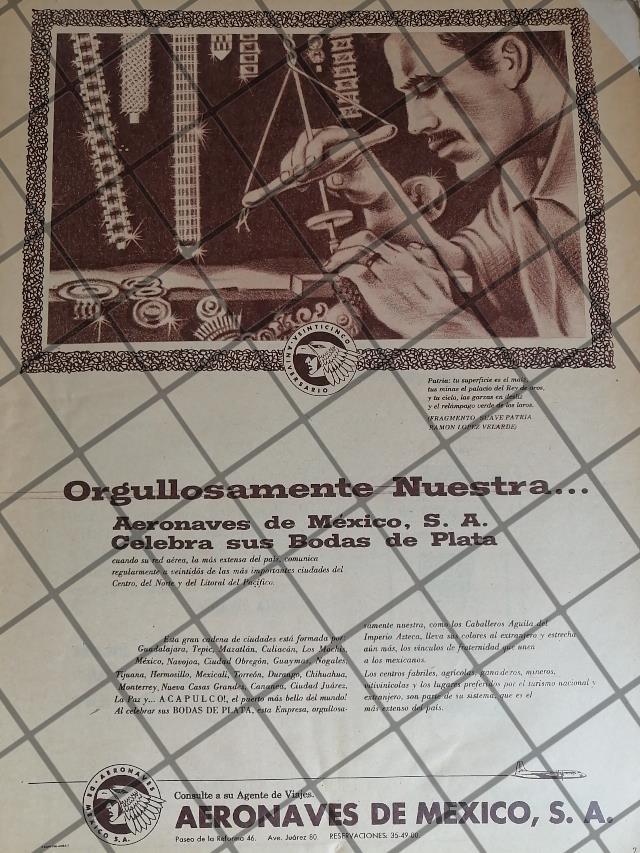 VEINTICINCO
ANIVERSARIO
Patria: tu superficie es el maíz,
tus minas el palacio del Rey de oros,
y tu cielo, las garzas en desliz
y el relámpago verde de los loros.
(FRAGMENTO, SUAVE PATRIA
RAMON LOPEZ VELARDE)
Orgullosamente Nuestra...
Aeronaves de México, S. A.
Celebra sus Bodas de Plata
cuando su red aérea, la más extensa del país, comunica
regularmente a veintidós de las más importantes ciudades del
Centro, del Norte y del Litoral del Pacífico.
Esta gran cadena de ciudades está formada por:
Guadalajara, Tepic, Mazatlán, Culiacán, Los Mochis,
México, Navojoa, Ciudad Obregón, Guaymas, Nogales,
Tijuana, Hermosillo, Mexicali, Torreón, Durango, Chihuahua,
Monterrey, Nueva Casas Grandes, Cananea, Ciudad Juárez,
La Paz y... ACAPULCO!, el puerto más bello del mundo!
Al celebrar sus BODAS DE PLATA, esta Empresa, orgullosa-
samente nuestra, como los Caballeros Aguila del
Imperio Azteca, lleva sus colores al extranjero y estrecha
aún más, los vínculos de fraternidad que unen
a los mexicanos.
Los centros fabriles, agrícolas, ganaderos, mineros,
vitivinícolas y los lugares preferidos por el turismo nacional y
extranjero, son parte de su sistema, que es el
más extenso del país.
AERONAVES
DE MEXICO S.A.
Consulte a su Agente de Viajes.
AERONAVES DE MEXICO, S. A.
Paseo de la Reforma 46. Ave. Juárez 80. RESERVACIONES: 35-49-00.